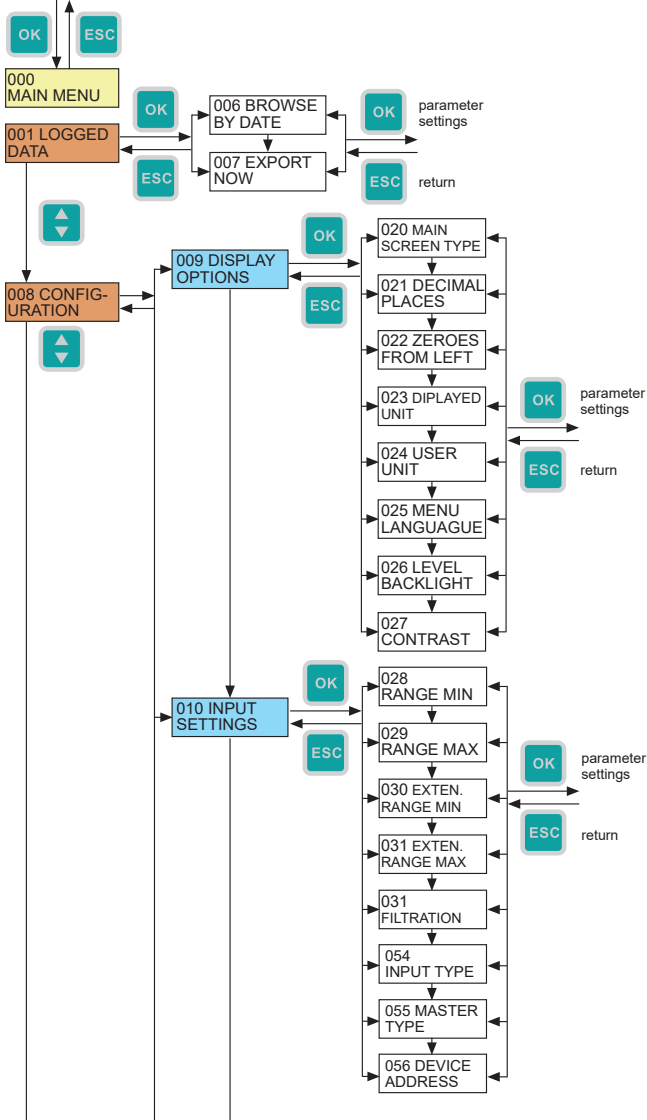 OK
ESC
000
MAIN MENU
001 LOGGED
DATA
OK
ESC
006 BROWSE
BY DATE
007 EXPORT
NOW
OK
parameter
settings
ESC
return
008 CONFIG-
URATION
009 DISPLAY
OPTIONS
OK
ESC
020 MAIN
SCREEN TYPE
021 DECIMAL
PLACES
022 ZEROES
FROM LEFT
023 DIPLAYED
UNIT
024 USER
UNIT
025 MENU
LANGUAGUE
026 LEVEL
BACKLIGHT
027
CONTRAST
OK
parameter
settings
ESC
return
010 INPUT
SETTINGS
OK
ESC
028
RANGE MIN
029
RANGE MAX
030 EXTEN.
RANGE MIN
031 EXTEN.
RANGE MAX
031
FILTRATION
054
INPUT TYPE
055 MASTER
TYPE
056 DEVICE
ADDRESS
OK
parameter
settings
ESC
return